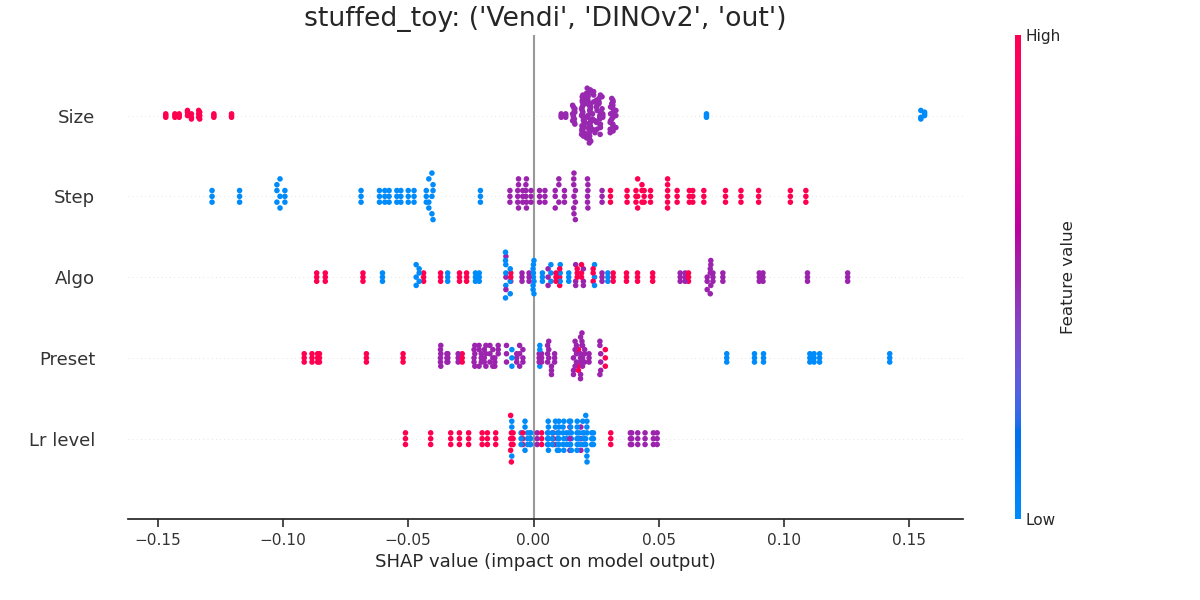 stuffed_toy: ('Vendi', 'DINOv2', 'out')
High
Size
Step
Algo
Preset
Lr level
Feature value
Low
−0.15
−0.10
−0.05
0.00
0.05
0.10
0.15
SHAP value (impact on model output)